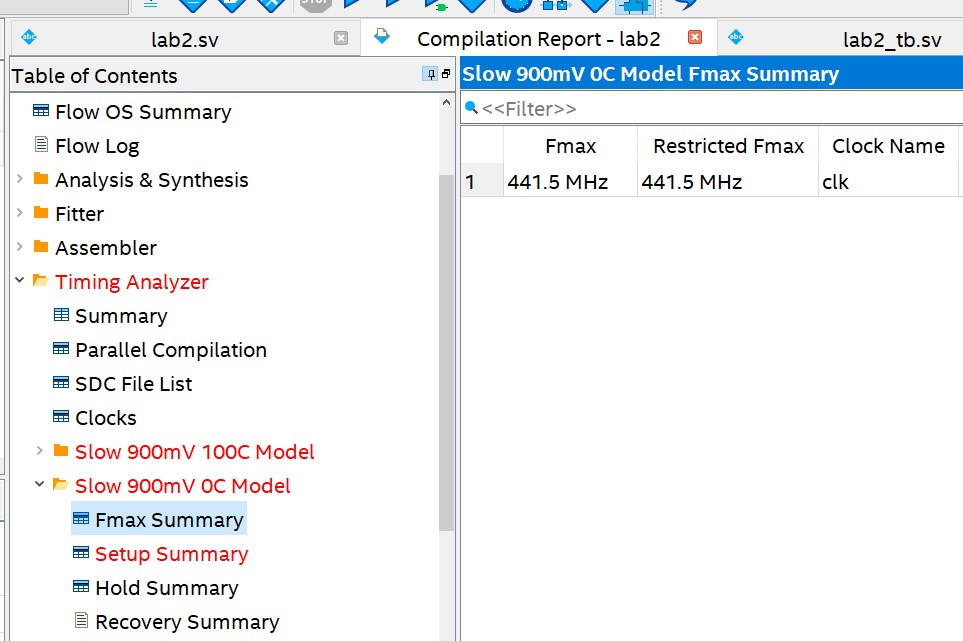 lab2.sv
Compilation Report - lab2
lab2_tb.sv
Table of Contents
Flow OS Summary
Flow Log
Analysis & Synthesis
Fitter
Assembler
Timing Analyzer
Summary
Parallel Compilation
SDC File List
Clocks
Slow 900mV 100C Model
Slow 900mV 0C Model
Fmax Summary
Setup Summary
Hold Summary
Recovery Summary
Slow 900mV 0C Model Fmax Summary
<<Filter>>
Fmax Restricted Fmax Clock Name
1 441.5 MHz 441.5 MHz clk